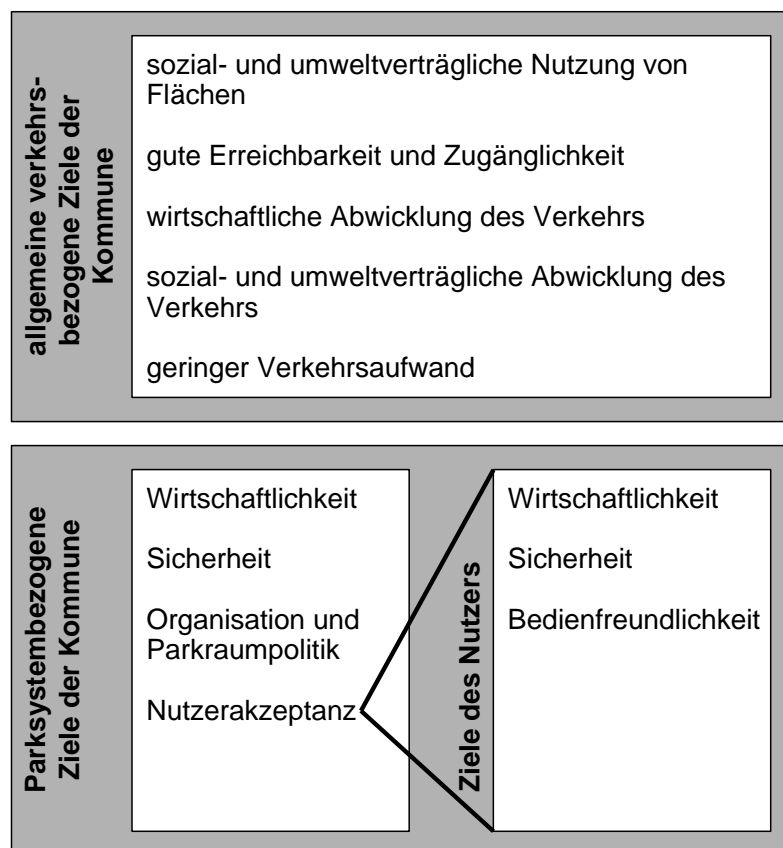 allgemeine verkehrs-
bezogene Ziele der
Kommune
sozial- und umweltverträgliche Nutzung von
Flächen
gute Erreichbarkeit und Zugänglichkeit
wirtschaftliche Abwicklung des Verkehrs
sozial- und umweltverträgliche Abwicklung des
Verkehrs
geringer Verkehrsaufwand
Parksystembezogene
Ziele der Kommune
Wirtschaftlichkeit
Sicherheit
Organisation und
Parkraumpolitik
Nutzerakzeptanz
Ziele des Nutzers
Wirtschaftlichkeit
Sicherheit
Bedienfreundlichkeit